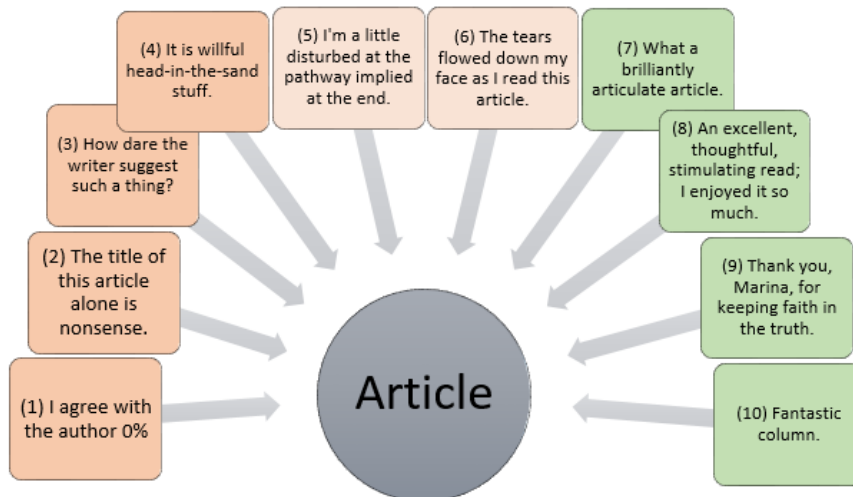 (1) I agree with
the author 0%
(2) The title of
this article
alone is
nonsense.
(3) How dare the
writer suggest
such a thing?
(4) It is willful
head-in-the-sand
stuff.
(5) I'm a little
disturbed at the
pathway implied
at the end.
(6) The tears
flowed down my
face as I read this
article.
(7) What a
brilliantly
articulate article.
(8) An excellent,
thoughtful,
stimulating read;
I enjoyed it so
much.
(9) Thank you,
Marina, for
keeping faith in
the truth.
(10) Fantastic
column.
Article